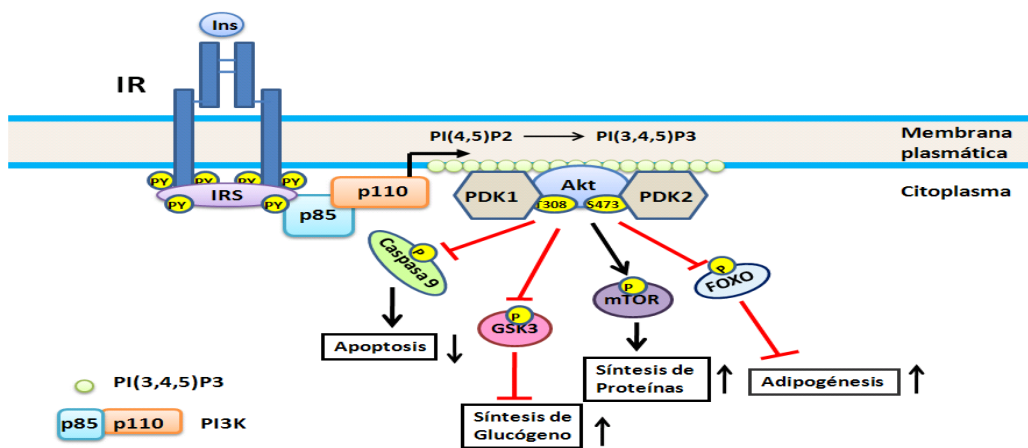 Ins
IR
PI(4,5)P2
PI(3,4,5)P3
Membrana
plasmática
Citoplasma
PY
PY
PY
PY
IRS
PY
PY
p85
p110
PDK1
Akt
PDK2
T308
S473
Caspasa 9
P
P
GSK3
P
mTOR
P
FOXO
Apoptosis
Síntesis de
Proteínas
Adipogénesis
Síntesis de
Glucógeno
PI(3,4,5)P3
p85
p110
PI3K